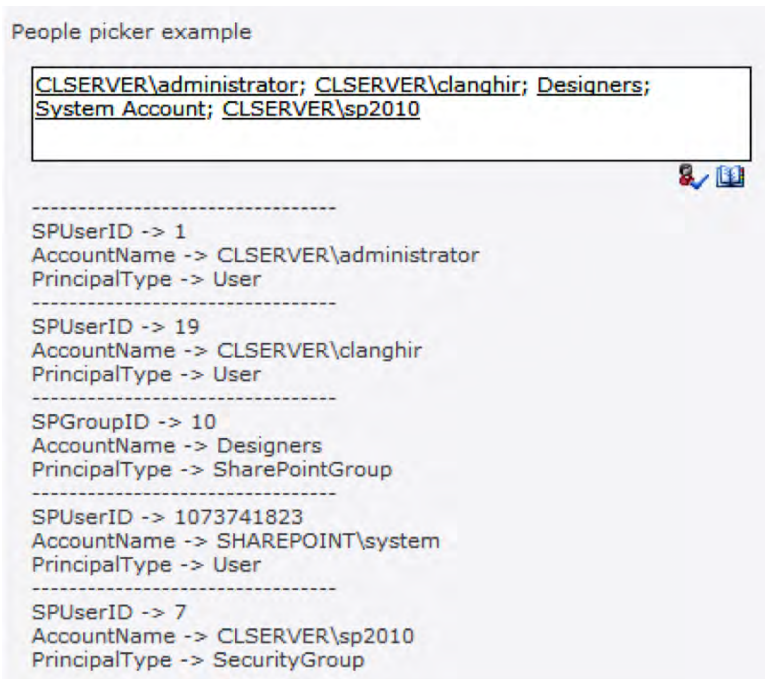 People picker example
CLSERVER\administrator; CLSERVER\clanghir; Designers;
System Account; CLSERVER\sp2010
---------------------------------
SPUserID -> 1
AccountName -> CLSERVER\administrator
PrincipalType -> User
---------------------------------
SPUserID -> 19
AccountName -> CLSERVER\clanghir
PrincipalType -> User
---------------------------------
SPGroupID -> 10
AccountName -> Designers
PrincipalType -> SharePointGroup
---------------------------------
SPUserID -> 1073741823
AccountName -> SHAREPOINT\system
PrincipalType -> User
---------------------------------
SPUserID -> 7
AccountName -> CLSERVER\sp2010
PrincipalType -> SecurityGroup